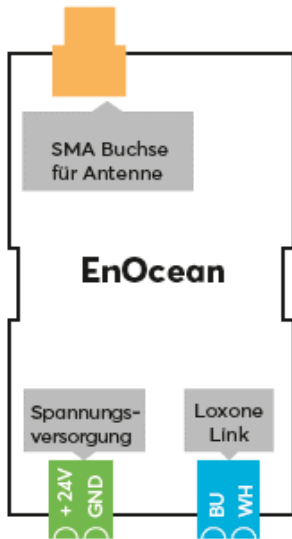 SMA Buchse
für Antenne
EnOcean
Spannungs-
versorgung
Loxone
Link
+ 24V
GND
BU
WH